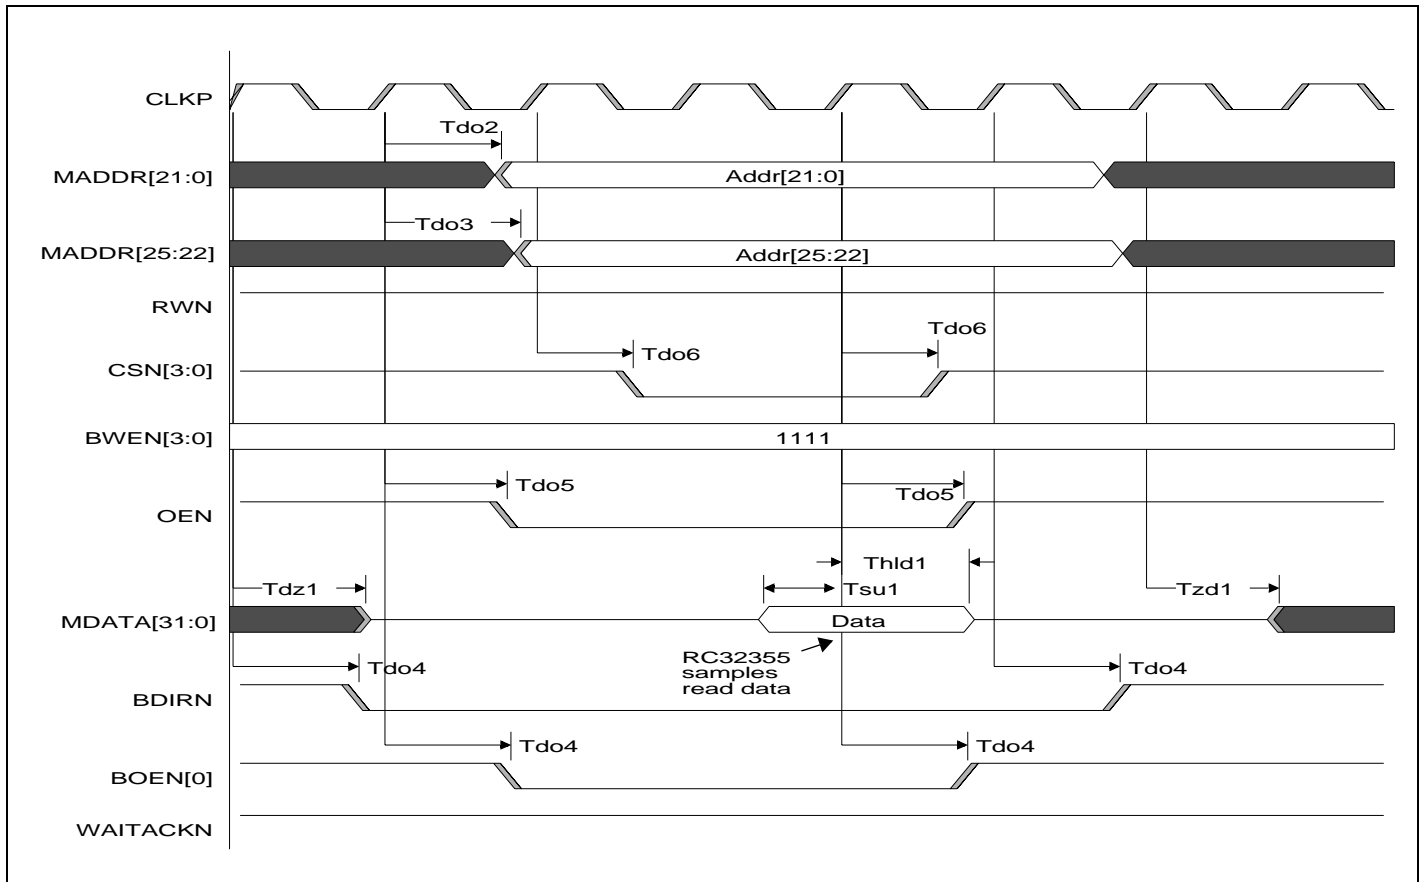 CLKP
Tdo2
MADDR[21:0]
Addr[21:0]
Tdo3
MADDR[25:22]
Addr[25:22]
RWN
Tdo6
Tdo6
CSN[3:0]
BWEN[3:0]
1111
Tdo5
Tdo5
OEN
Thld1
Tdz1
Tsu1
Tzd1
MDATA[31:0]
Data
RC32355
samples
read data
Tdo4
Tdo4
BDIRN
Tdo4
Tdo4
BOEN[0]
WAITACKN